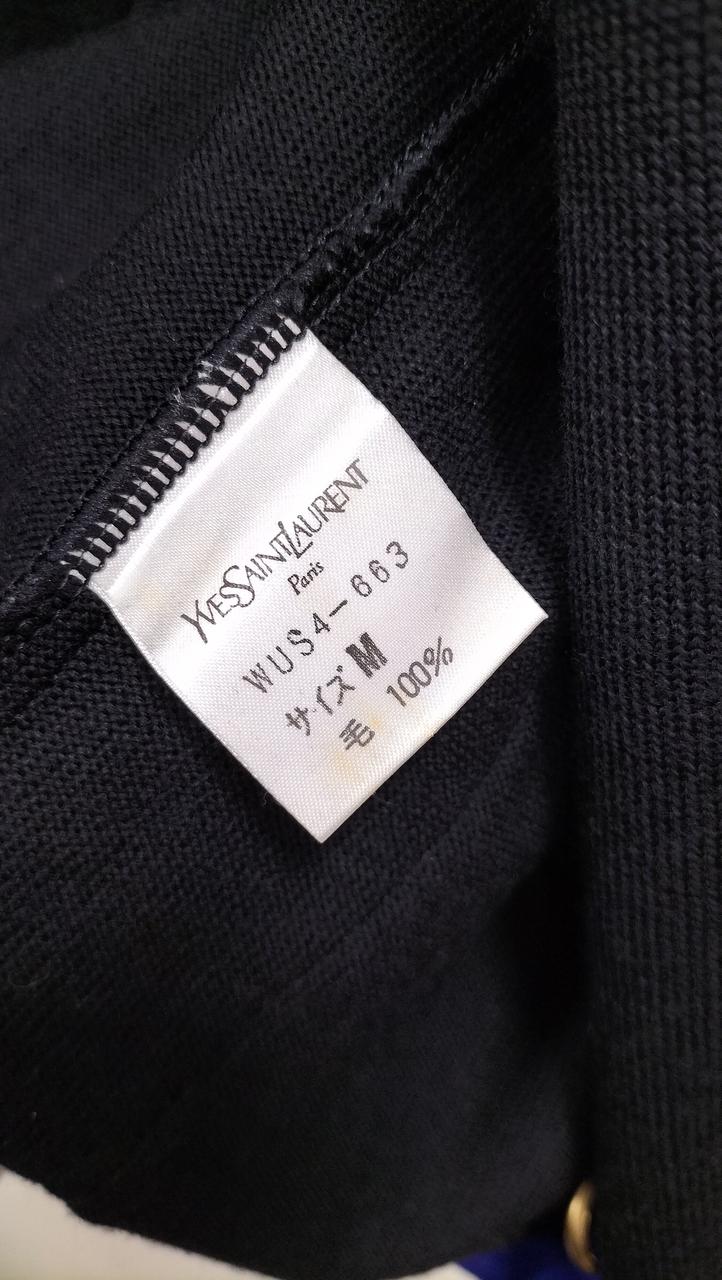 YVES SAINT LAURENT
Paris
WUS4-663
サイズ M
毛 100%